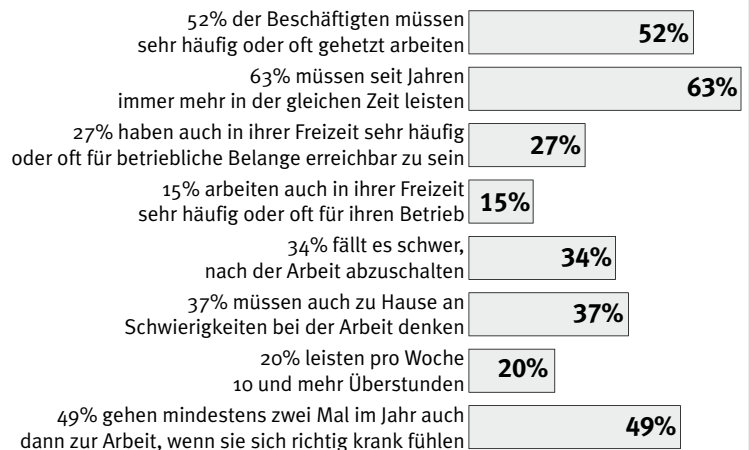 52% der Beschäftigten müssen
sehr häufig oder oft gehetzt arbeiten
52%
63% müssen seit Jahren
immer mehr in der gleichen Zeit leisten
63%
27% haben auch in ihrer Freizeit sehr häufig
oder oft für betriebliche Belange erreichbar zu sein
27%
15% arbeiten auch in ihrer Freizeit
sehr häufig oder oft für ihren Betrieb
15%
34% fällt es schwer,
nach der Arbeit abzuschalten
34%
37% müssen auch zu Hause an
Schwierigkeiten bei der Arbeit denken
37%
20% leisten pro Woche
10 und mehr Überstunden
20%
49% gehen mindestens zwei Mal im Jahr auch
dann zur Arbeit, wenn sie sich richtig krank fühlen
49%